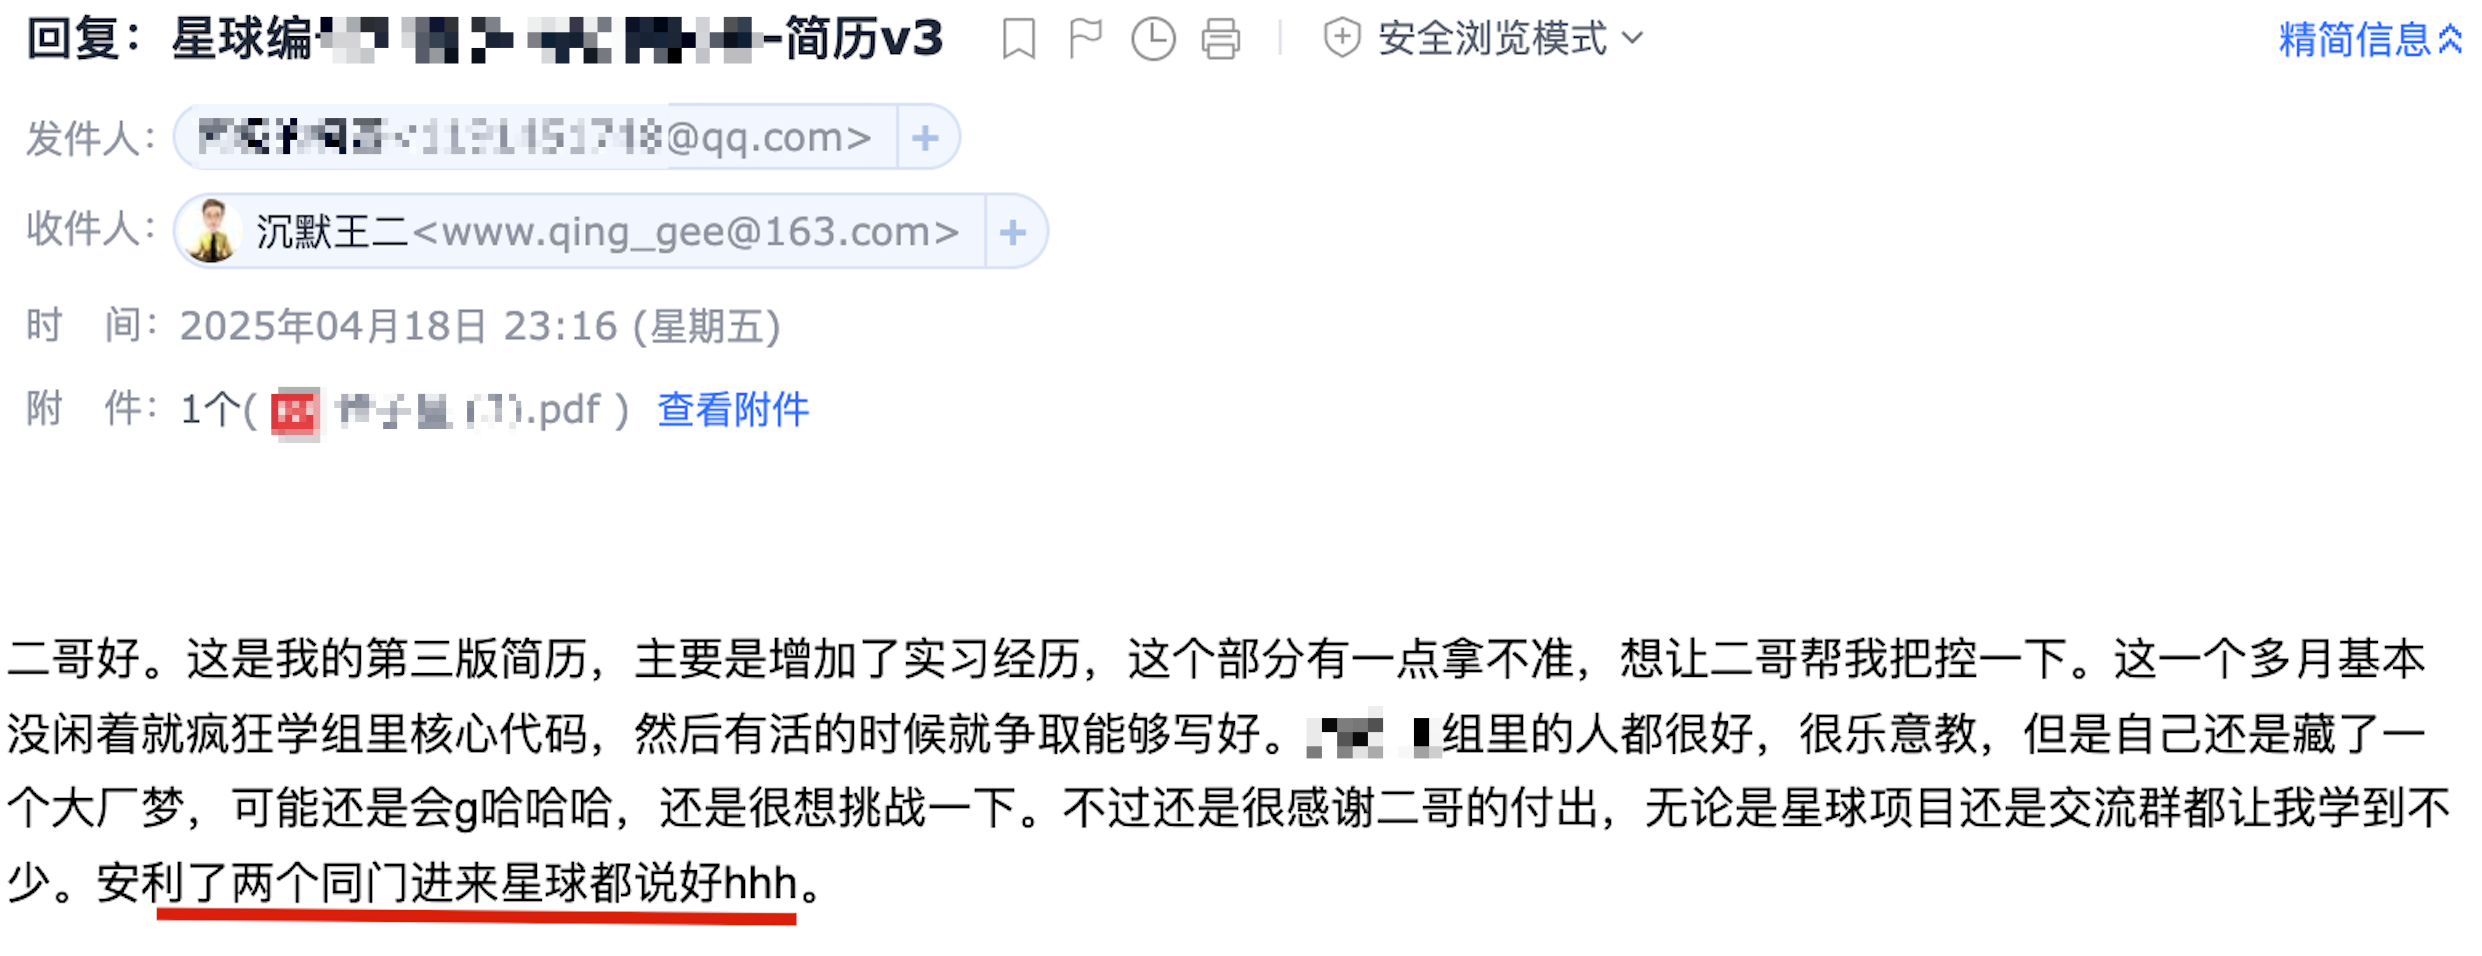 回复：星球编 -简历v3 安全浏览模式 精简信息
发件人： @qq.com>
收件人： 沉默王二<www.qing_gee@163.com>
时 间： 2025年04月18日 23:16 (星期五)
附 件： 1个( .pdf ) 查看附件
二哥好。这是我的第三版简历，主要是增加了实习经历，这个部分有一点拿不准，想让二哥帮我把控一下。这一个多月基本
没闲着就疯狂学组里核心代码，然后有活的时候就争取能够写好。 组里的人都很好，很乐意教，但是自己还是藏了一
个大厂梦，可能还是会g哈哈哈，还是很想挑战一下。不过还是很感谢二哥的付出，无论是星球项目还是交流群都让我学到不
少。安利了两个同门进来星球都说好hhh。